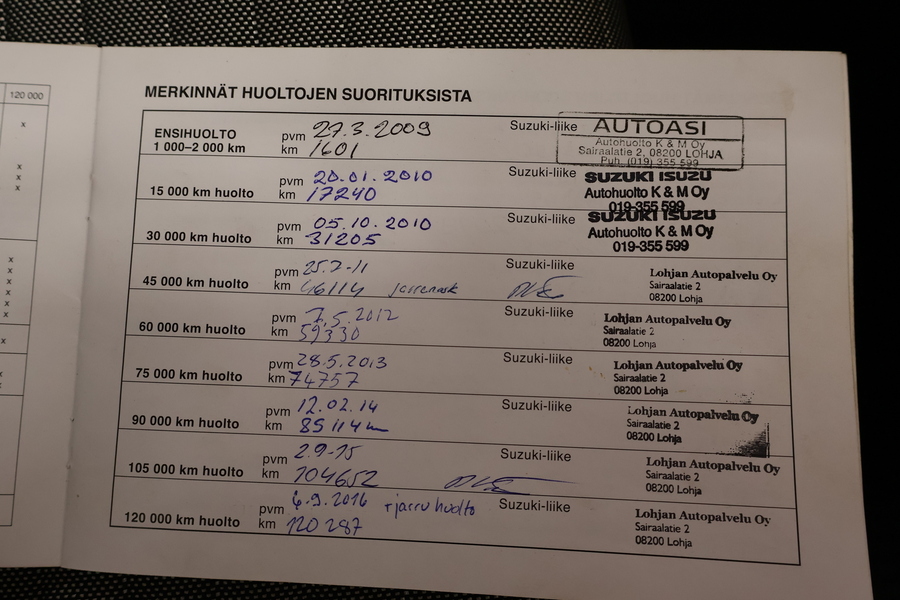 120 000
x
x
x
x
x
x
x
x
x
x
x
x
MERKINNÄT HUOLTOJEN SUORITUKSISTA
ENSIHUOLTO pvm 27.3.2009 Suzuki-liike AUTOASI
1 000–2 000 km km 1601 Autohuolto K & M Oy
Sairaalatie 2, 08200 LOHJA
Puh. (019) 355 599
pvm 20.01.2010 Suzuki-liike SUZUKI ISUZU
15 000 km huolto km 17240 Autohuolto K & M Oy
019-355 599
pvm 05.10.2010 Suzuki-liike SUZUKI ISUZU
30 000 km huolto km 31205 Autohuolto K & M Oy
019-355 599
pvm 25.7-11 Suzuki-liike Lohjan Autopalvelu Oy
45 000 km huolto km 46114 Sairaalatie 2
08200 Lohja
pvm 7.5.2012 Suzuki-liike Lohjan Autopalvelu Oy
60 000 km huolto km 59330 Sairaalatie 2
08200 Lohja
pvm 28.5.2013 Suzuki-liike Lohjan Autopalvelu Oy
75 000 km huolto km 74757 Sairaalatie 2
08200 Lohja
pvm 12.02.14 Suzuki-liike Lohjan Autopalvelu Oy
90 000 km huolto km 85114 km Sairaalatie 2
08200 Lohja
pvm 2.9-15 Suzuki-liike Lohjan Autopalvelu Oy
105 000 km huolto km 104652 Sairaalatie 2
08200 Lohja
pvm 6.9.2016 + jarruhuolto Suzuki-liike Lohjan Autopalvelu Oy
120 000 km huolto km 120287 Sairaalatie 2
08200 Lohja